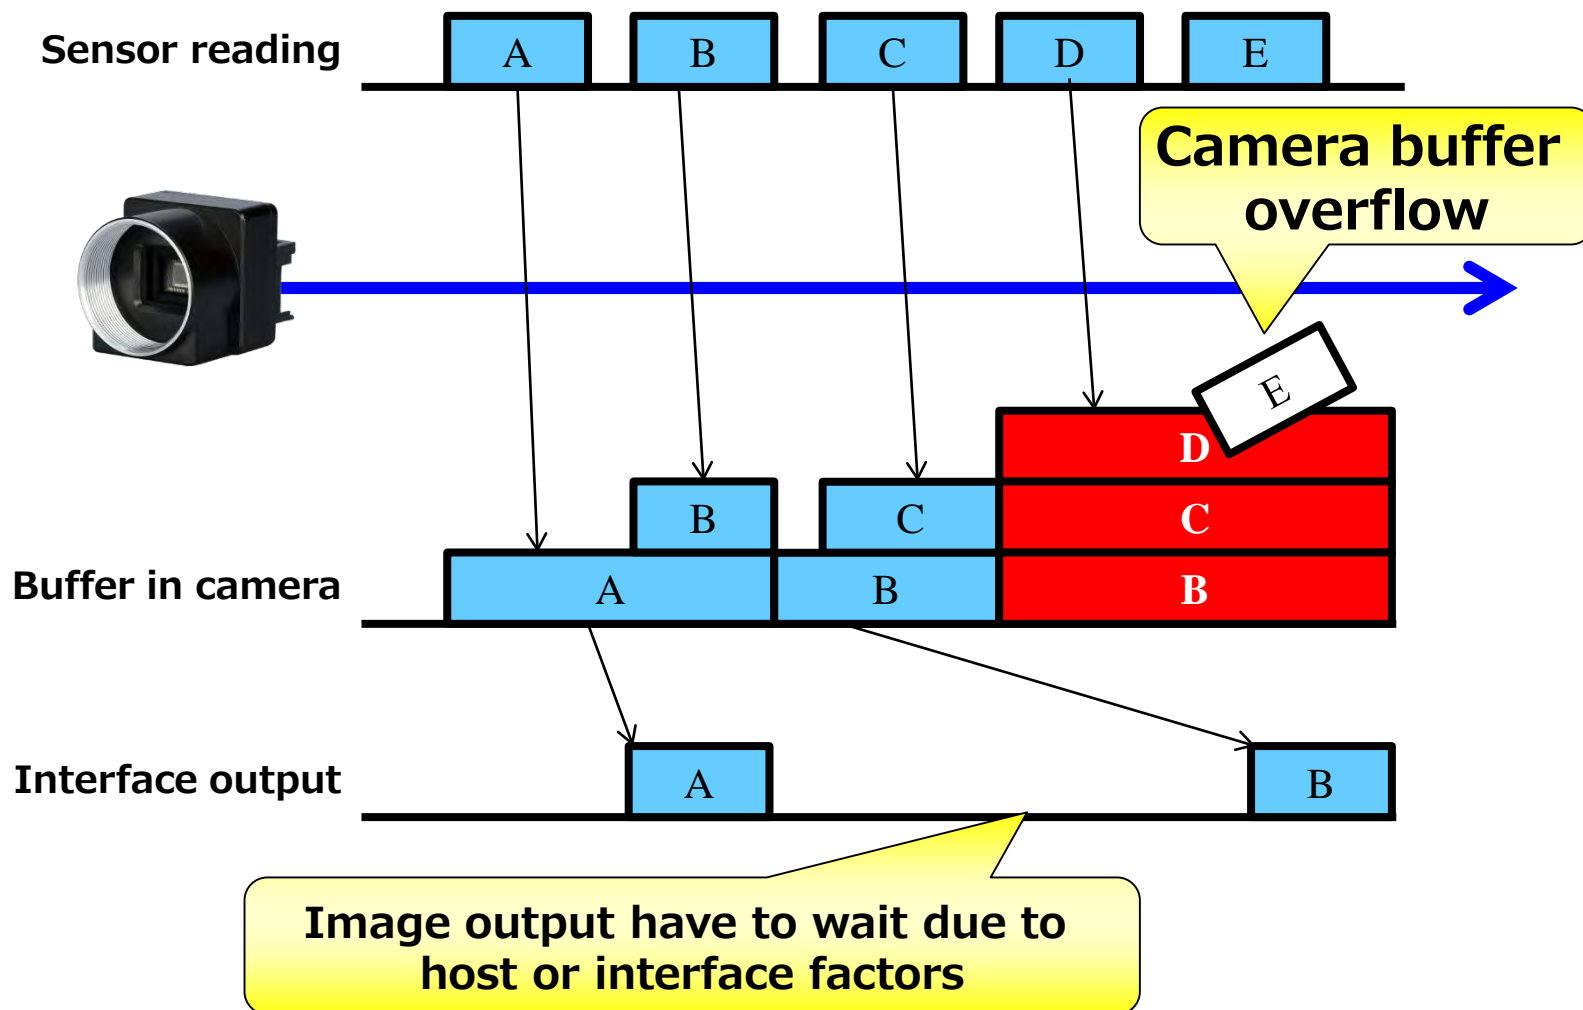 Sensor reading
A
B
C
D
E
Camera buffer
overflow
E
D
B
C
C
Buffer in camera
A
B
B
Interface output
A
B
Image output have to wait due to
host or interface factors